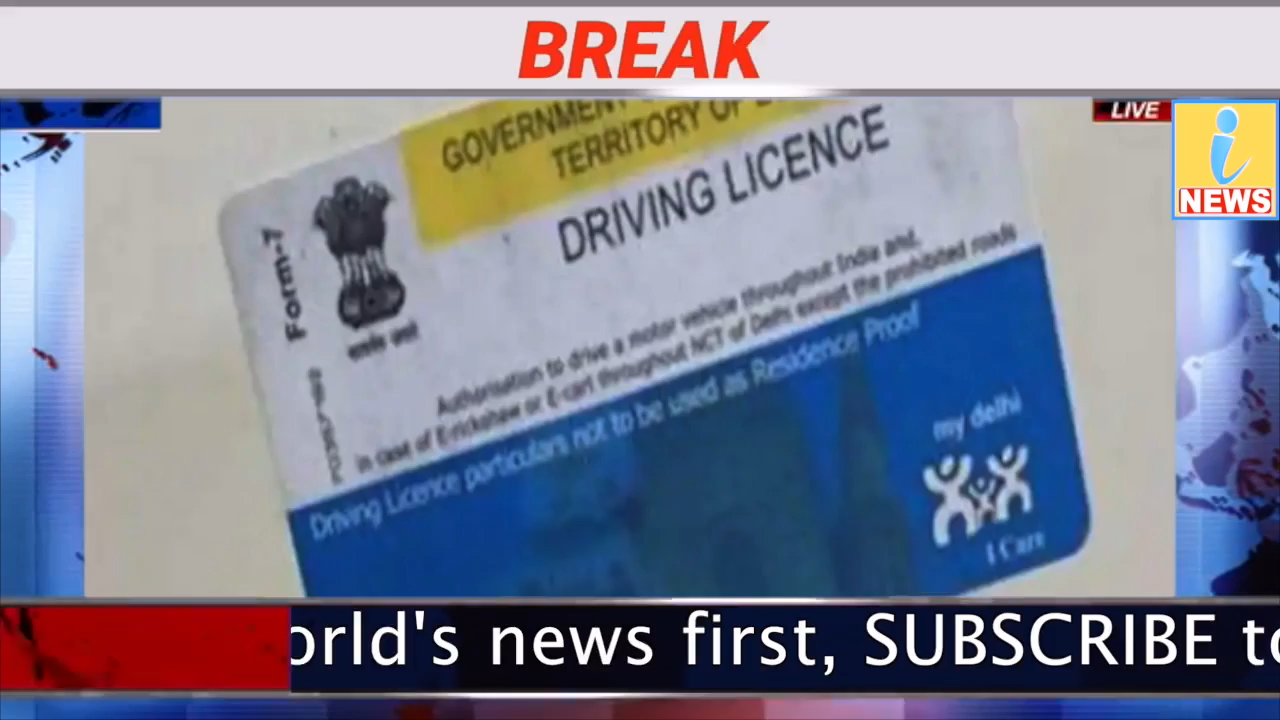 BREAK
LIVE
i
NEWS
GOVERNMENT
TERRITORY OF
DRIVING LICENCE
Form-7
Authorisation to drive a motor vehicle throughout India and,
in case of E-rickshaw or E-cart throughout NCT of Delhi except the prohibited roads
Driving Licence particulars not to be used as Residence Proof
my delhi
I Care
orld's news first, SUBSCRIBE to